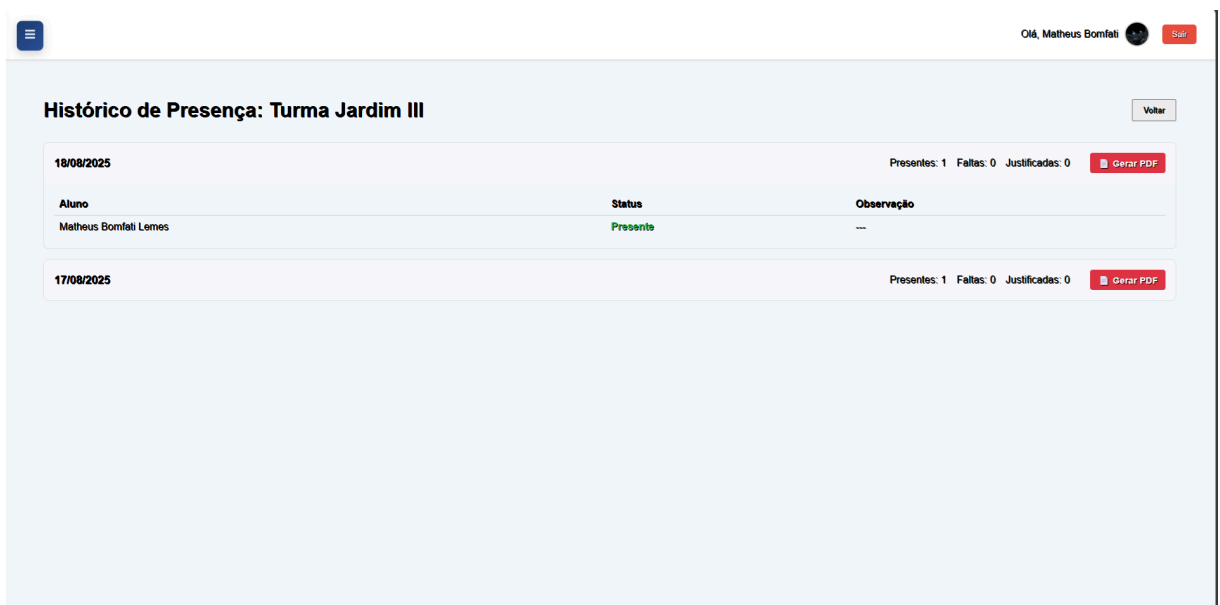 Olá, Matheus Bomfati Sair
Histórico de Presença: Turma Jardim III Voltar
18/08/2025 Presentes: 1 Faltas: 0 Justificadas: 0 Gerar PDF
Aluno Status Observação
Matheus Bomfati Lemes Presente ---
17/08/2025 Presentes: 1 Faltas: 0 Justificadas: 0 Gerar PDF